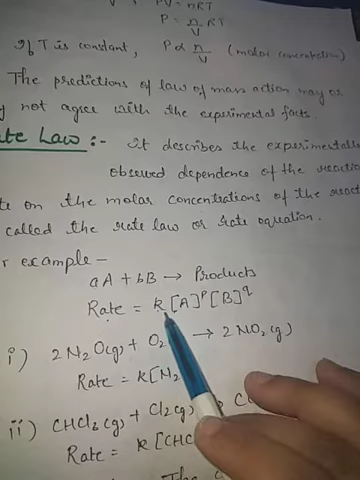 PV = nRT
P = n/V RT
If T is constant, P ∝ n/V (molar concentration)
The predictions of law of mass action may or
not agree with the experimental facts.
Law :- It describes the experimentally
observed dependence of the reaction
on the molar concentrations of the
called the rate law or rate equation.
example -
aA + bB → Products
Rate = k[A]^p [B]^q
i) 2N2O(g) + O2 → 2NO2(g)
Rate = k[N2
ii) CHCl2(g) + Cl2(g)
Rate = k[CHC
The